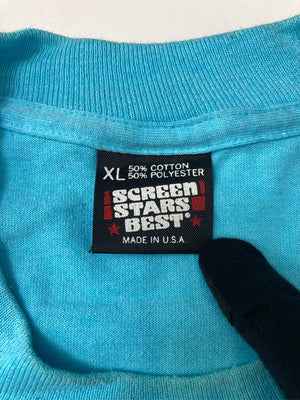 XL 50% COTTON
50% POLYESTER
SCREEN
STARS
BEST®
MADE IN U.S.A.